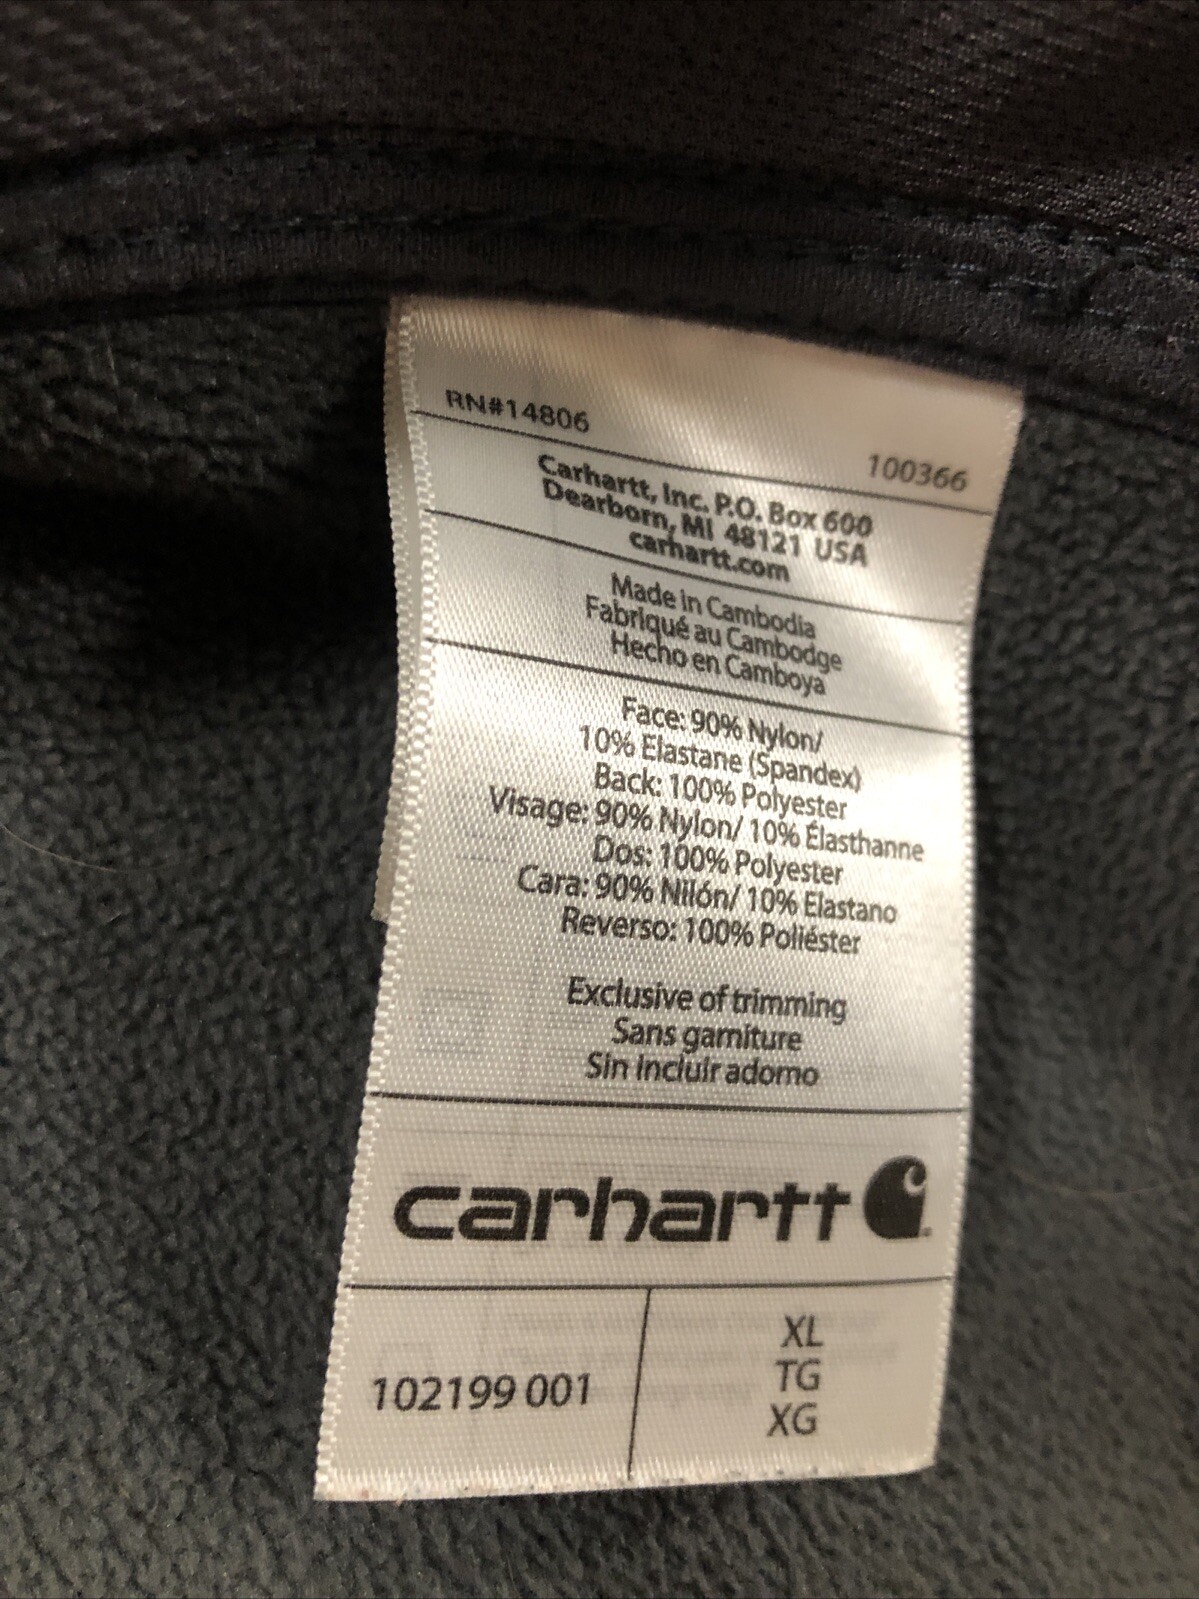 RN#14806
100366
Carhartt, Inc. P.O. Box 600
Dearborn, MI 48121 USA
carhartt.com
Made in Cambodia
Fabriqué au Cambodge
Hecho en Camboya
Face: 90% Nylon/
10% Elastane (Spandex)
Back: 100% Polyester
Visage: 90% Nylon/ 10% Élasthanne
Dos: 100% Polyester
Cara: 90% Nilón/ 10% Elastano
Reverso: 100% Poliéster
Exclusive of trimming
Sans garniture
Sin incluir adorno
carhartt
102199 001
XL
TG
XG